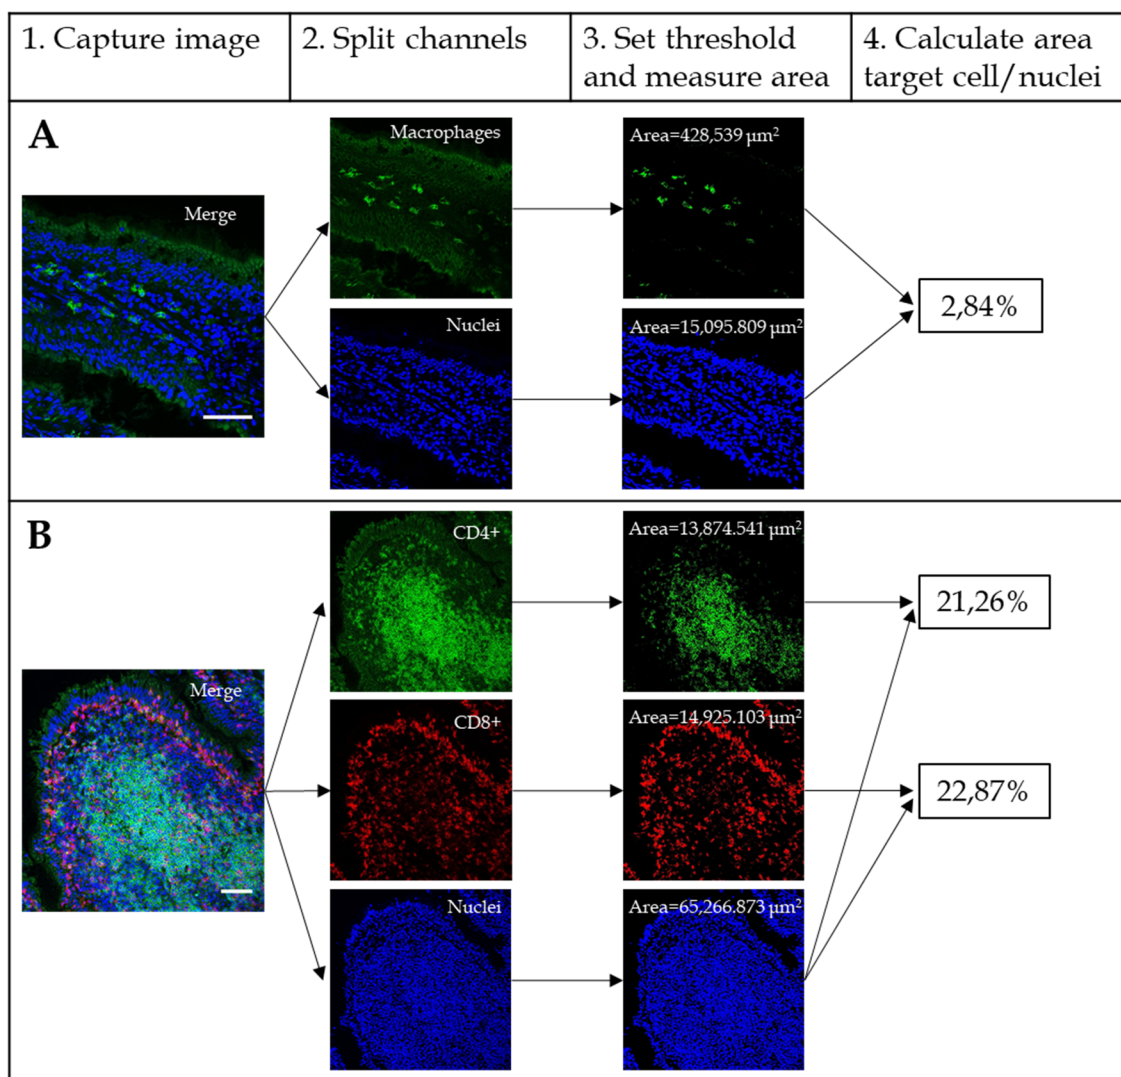 1. Capture image
2. Split channels
3. Set threshold
and measure area
4. Calculate area
target cell/nuclei
A
Merge
Macrophages
Area=428,539 µm²
Nuclei
Area=15,095.809 µm²
2,84%
B
Merge
CD4+
Area=13,874.541 µm²
21,26%
CD8+
Area=14,925.103 µm²
22,87%
Nuclei
Area=65,266.873 µm²